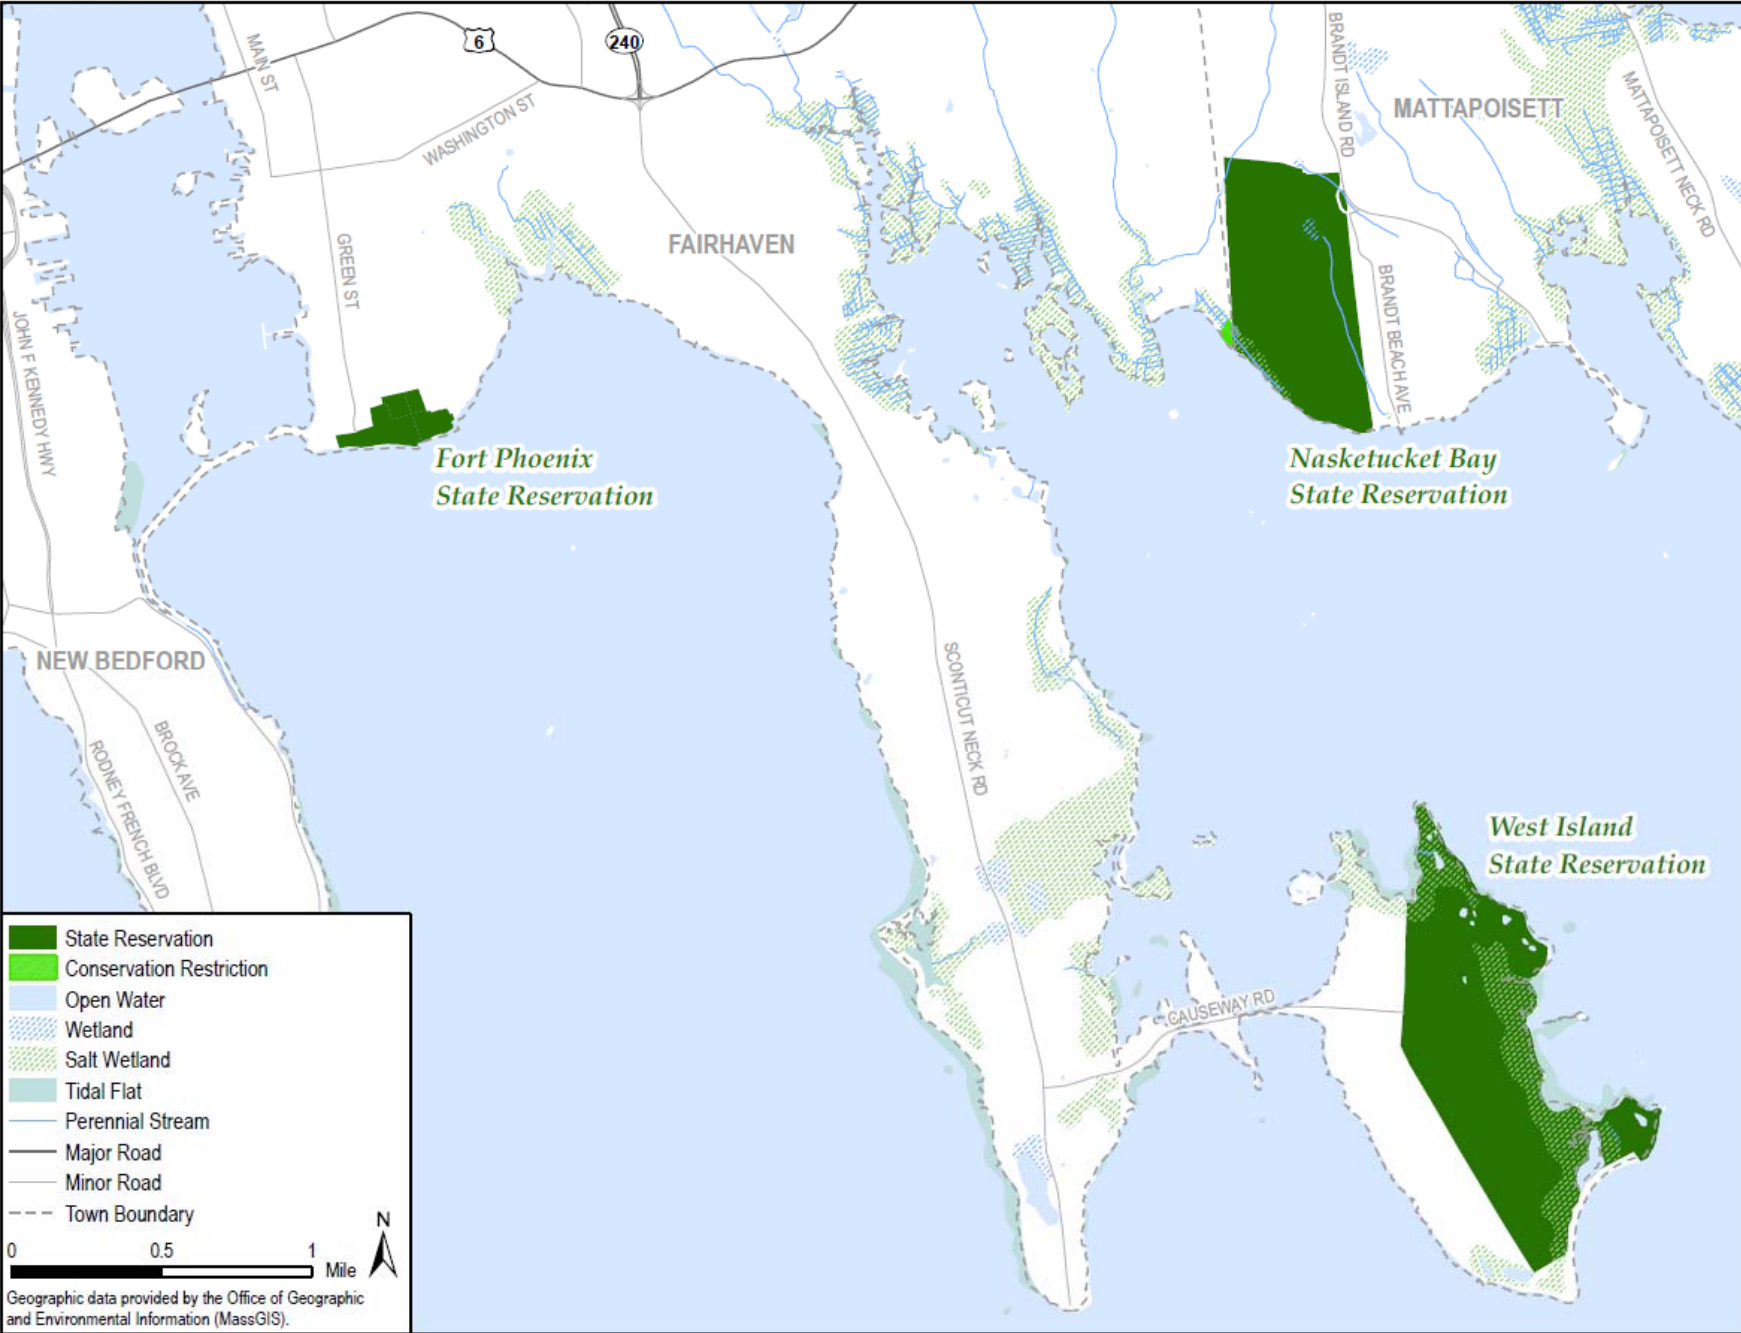 6
240
MAIN ST
WASHINGTON ST
BRANDT ISLAND RD
MATTAPOISETT
MATTAPOISETT NECK RD
GREEN ST
FAIRHAVEN
JOHN F KENNEDY HWY
BRANDT BEACH AVE
Fort Phoenix
State Reservation
Nasketucket Bay
State Reservation
NEW BEDFORD
SCONTICUT NECK RD
BROCK AVE
RODNEY FRENCH BLVD
West Island
State Reservation
CAUSEWAY RD
State Reservation
Conservation Restriction
Open Water
Wetland
Salt Wetland
Tidal Flat
Perennial Stream
Major Road
Minor Road
Town Boundary
N
0 0.5 1
Mile
Geographic data provided by the Office of Geographic
and Environmental Information (MassGIS).